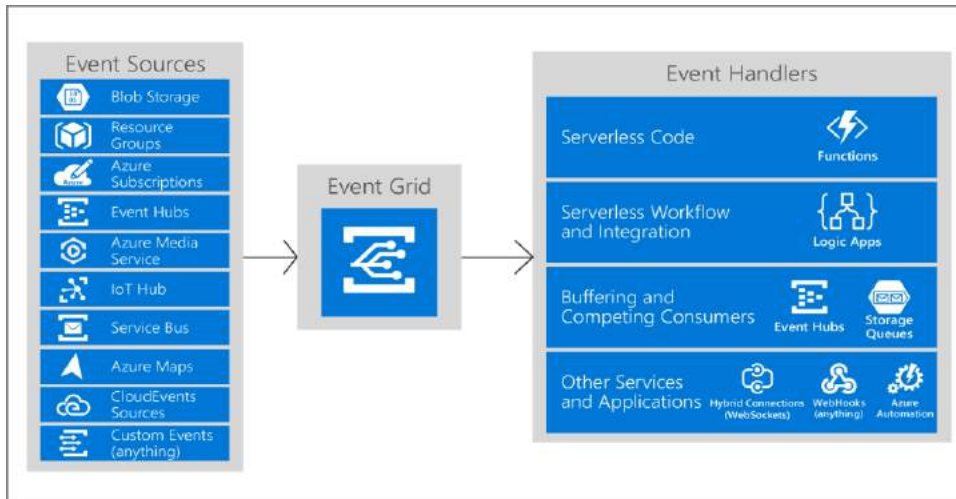 Event Sources
Blob Storage
Resource
Groups
Azure
Azure
Subscriptions
Event Hubs
Azure Media
Service
IoT Hub
Service Bus
Azure Maps
CloudEvents
Sources
Custom Events
(anything)
Event Grid
Event Handlers
Serverless Code
Functions
Serverless Workflow
and Integration
Logic Apps
Buffering and
Competing Consumers
Event Hubs
Storage
Queues
Other Services
and Applications
Hybrid Connections
(WebSockets)
WebHooks
(anything)
Azure
Automation